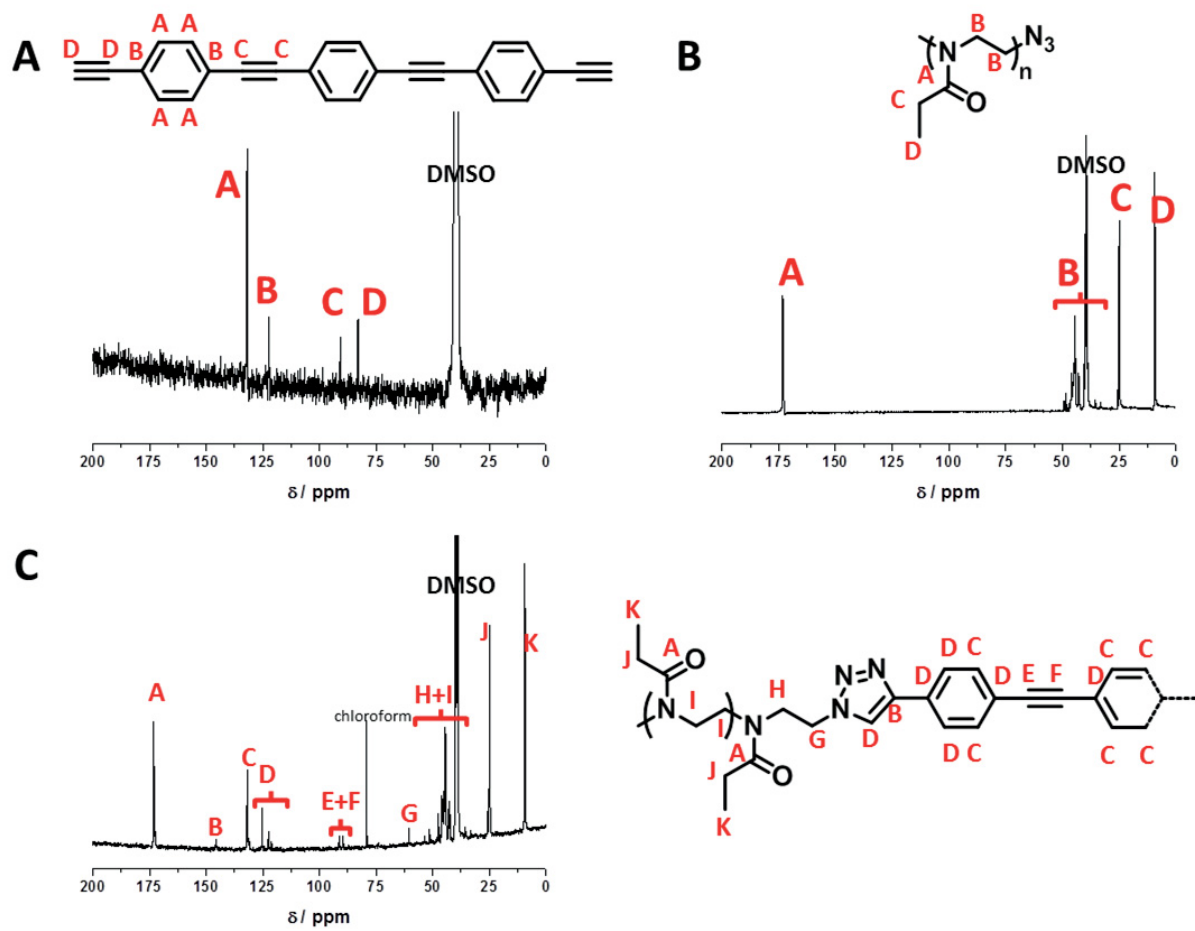 A
A A
D D B B C C
A A
A
B
C
D
DMSO
200 175 150 125 100 75 50 25 0
δ / ppm
B
B
N N3
A B n
C O
D
DMSO
A
B
C
D
200 175 150 125 100 75 50 25 0
δ / ppm
C
DMSO
A
B
C
D
E+F
chloroform
G
H+I
J
K
200 175 150 125 100 75 50 25 0
δ / ppm
K
J A O
D C C C
H N N D D E F D
N I N N B
I G D
A D C C C
J O
K